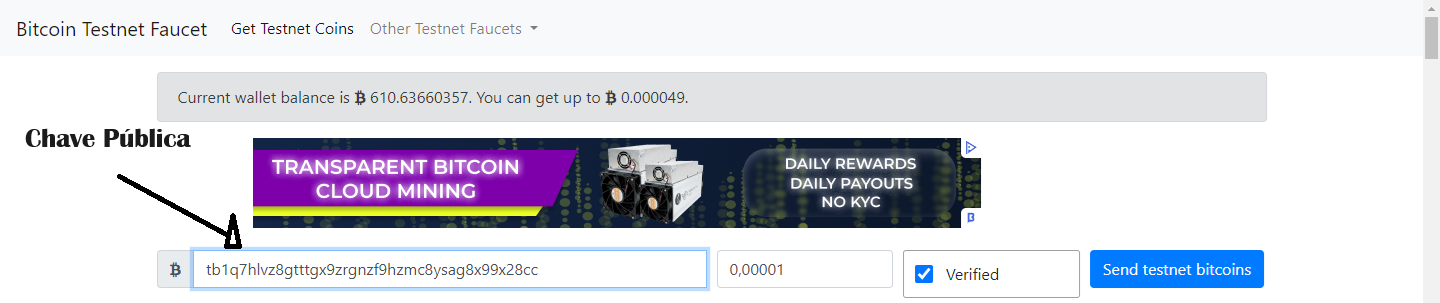 Bitcoin Testnet Faucet Get Testnet Coins Other Testnet Faucets
Current wallet balance is ₿ 610.63660357. You can get up to ₿ 0.000049.
Chave Pública
TRANSPARENT BITCOIN
CLOUD MINING
DAILY REWARDS
DAILY PAYOUTS
NO KYC
₿ tb1q7hlvz8gtttgx9zrgnzf9hzmc8ysag8x99x28cc 0,00001 Verified Send testnet bitcoins